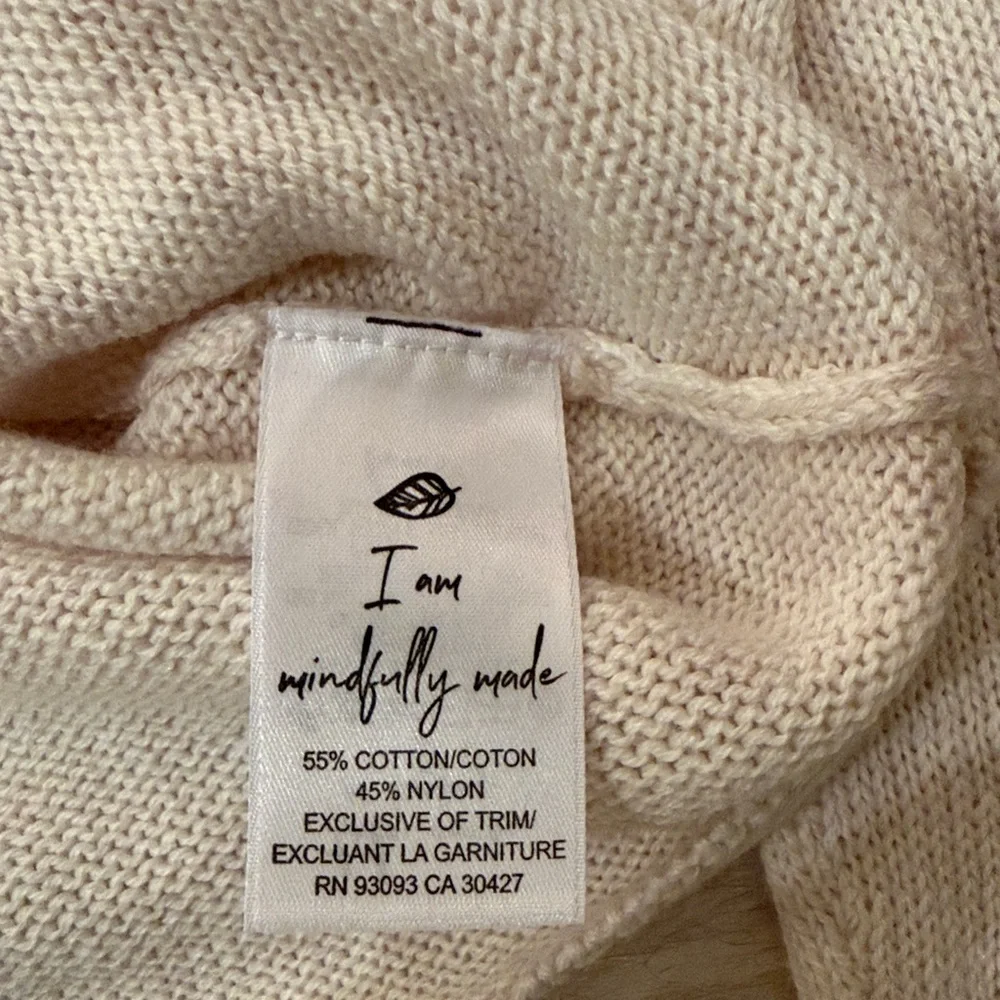 I am
mindfully made
55% COTTON/COTON
45% NYLON
EXCLUSIVE OF TRIM/
EXCLUANT LA GARNITURE
RN 93093 CA 30427